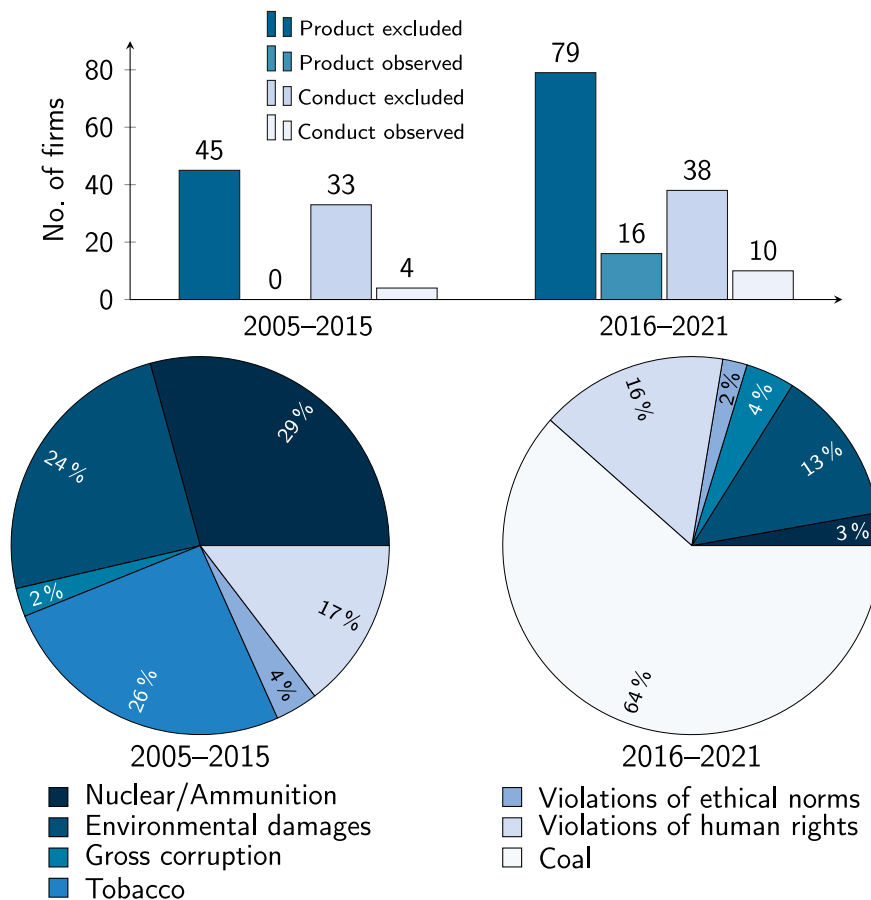 Product excluded
Product observed
Conduct excluded
Conduct observed
No. of firms
80
60
40
20
0
45
0
33
4
79
16
38
10
2005–2015
2016–2021
29 %
24 %
2 %
26 %
4 %
17 %
2005–2015
16 %
2 %
4 %
13 %
3 %
64 %
2016–2021
Nuclear/Ammunition
Environmental damages
Gross corruption
Tobacco
Violations of ethical norms
Violations of human rights
Coal